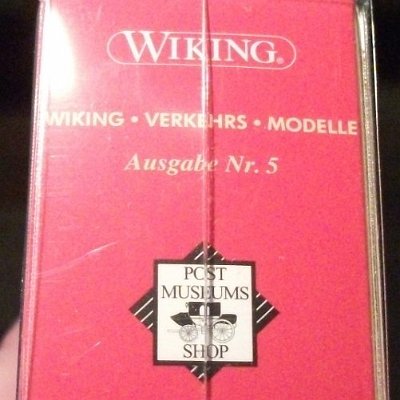 WIKING®
WIKING • VERKEHRS • MODELLE
Ausgabe Nr. 5
POST
MUSEUMS
SHOP